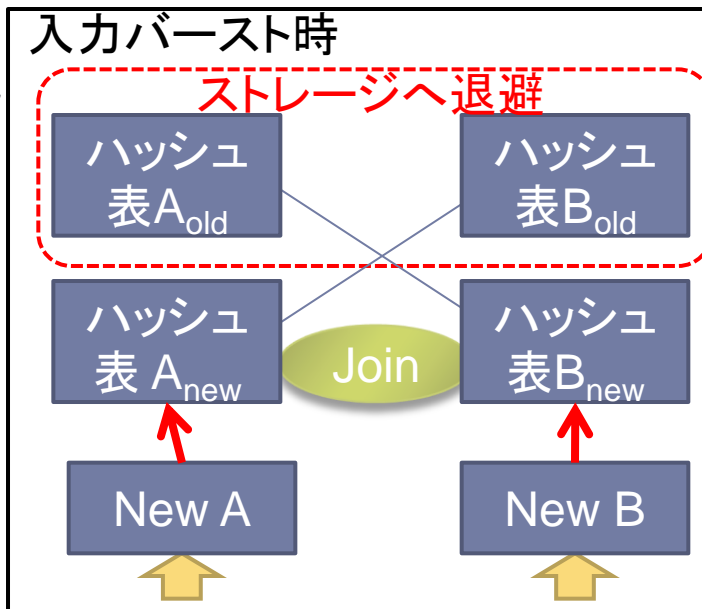 入力バースト時
ストレージへ退避
ハッシュ
表Aold
ハッシュ
表Bold
ハッシュ
表 Anew
Join
ハッシュ
表Bnew
New A
New B